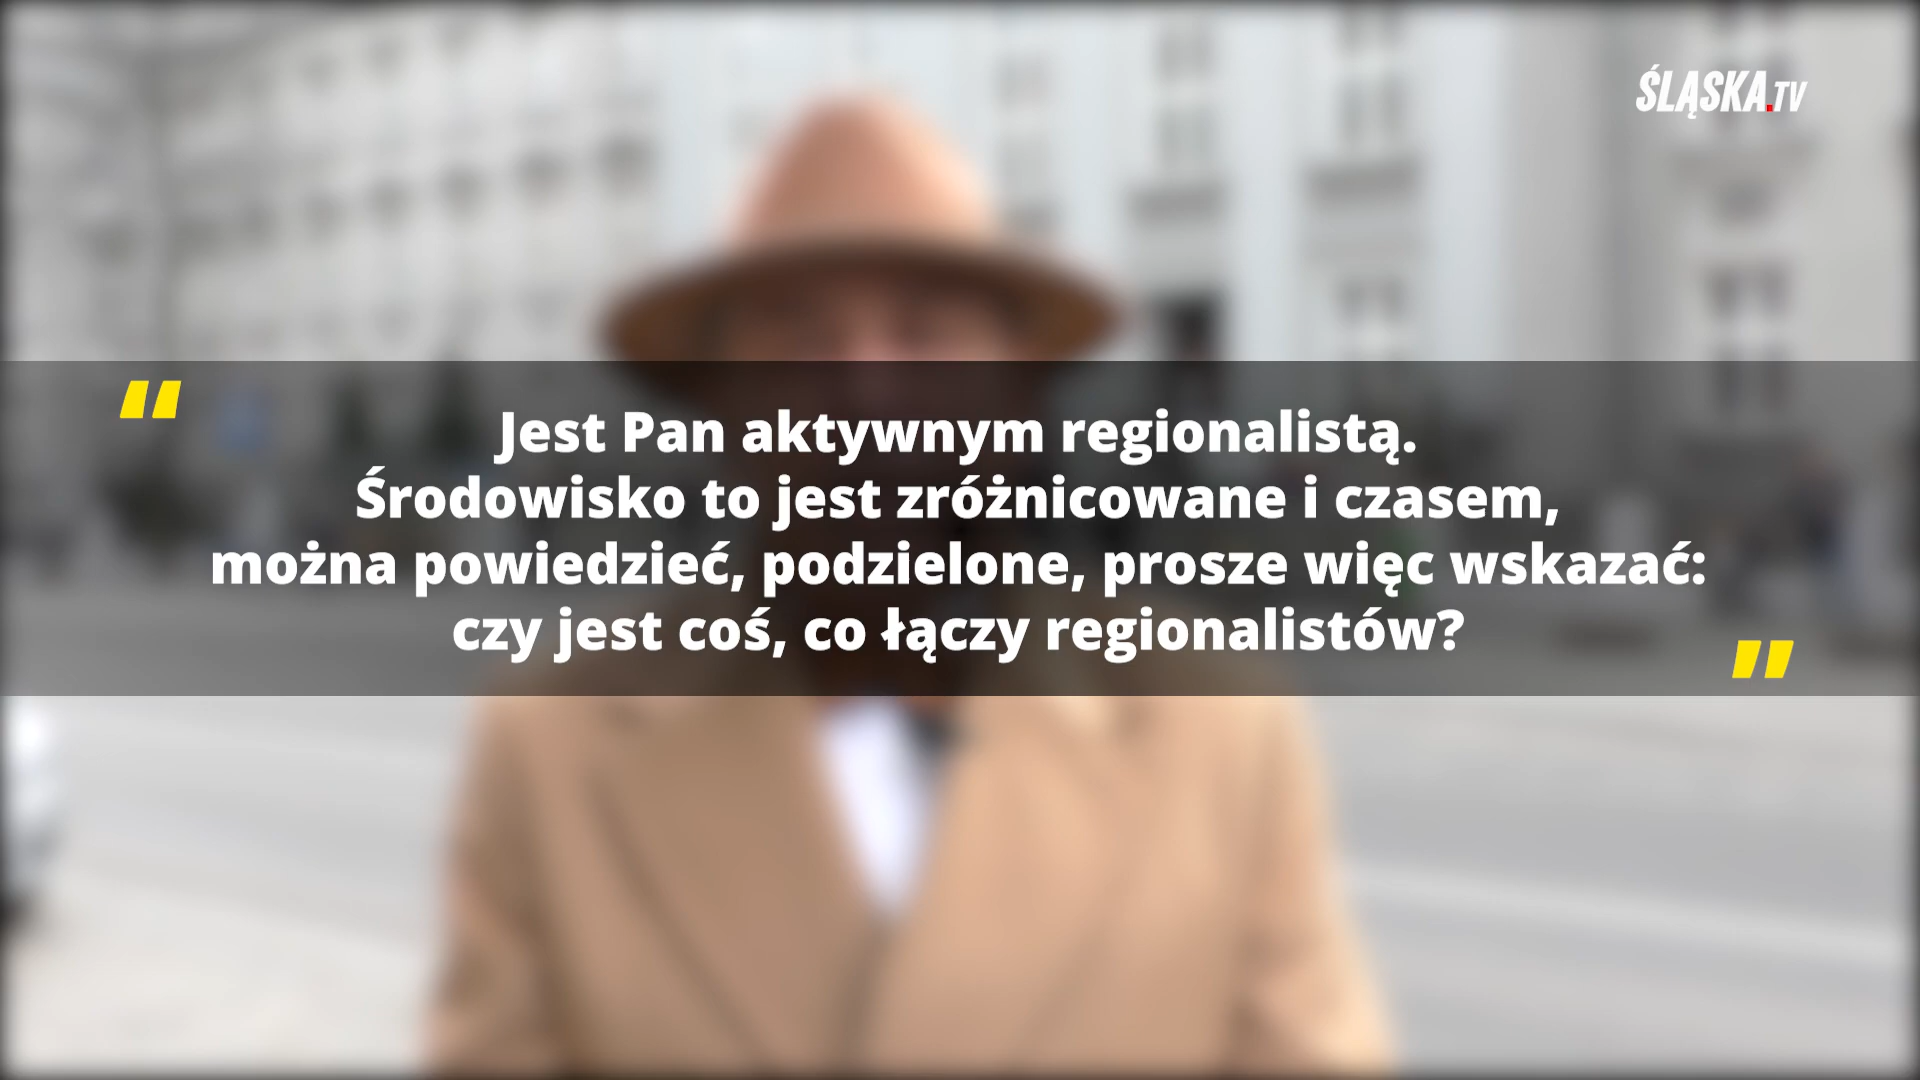 ŚLĄSKA.TV
“
Jest Pan aktywnym regionalistą.
Środowisko to jest zróżnicowane i czasem,
można powiedzieć, podzielone, prosze więc wskazać:
czy jest coś, co łączy regionalistów?
”